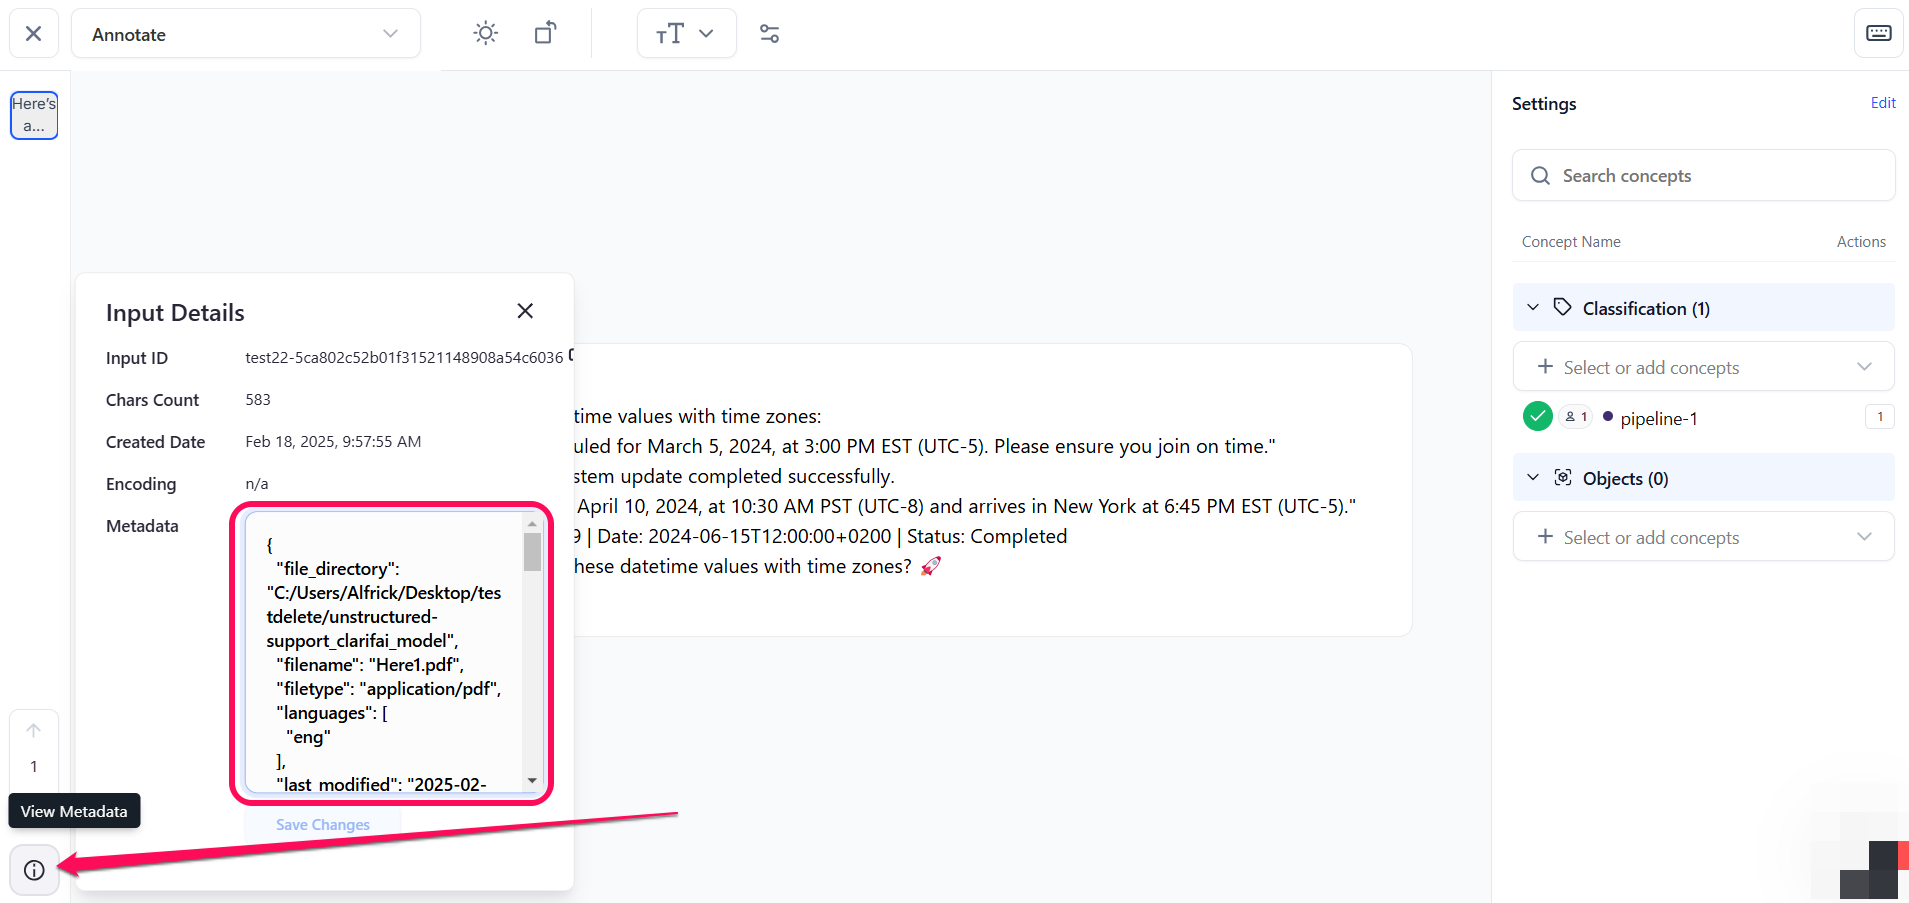 Annotate
Here's
a...
Settings
Edit
Search concepts
Concept Name
Actions
Classification (1)
Select or add concepts
1
pipeline-1
1
Objects (0)
Select or add concepts
Input Details
Input ID
test22-5ca802c52b01f31521148908a54c6036
Chars Count
583
Created Date
Feb 18, 2025, 9:57:55 AM
Encoding
n/a
Metadata
{
"file_directory":
"C:/Users/Alfrick/Desktop/tes
tdelete/unstructured-
support_clarifai_model",
"filename": "Here1.pdf",
"filetype": "application/pdf",
"languages": [
"eng"
],
"last_modified": "2025-02-
Save Changes
time values with time zones:
uled for March 5, 2024, at 3:00 PM EST (UTC-5). Please ensure you join on time."
stem update completed successfully.
April 10, 2024, at 10:30 AM PST (UTC-8) and arrives in New York at 6:45 PM EST (UTC-5)."
9 | Date: 2024-06-15T12:00:00+0200 | Status: Completed
hese datetime values with time zones? 🚀
1
View Metadata